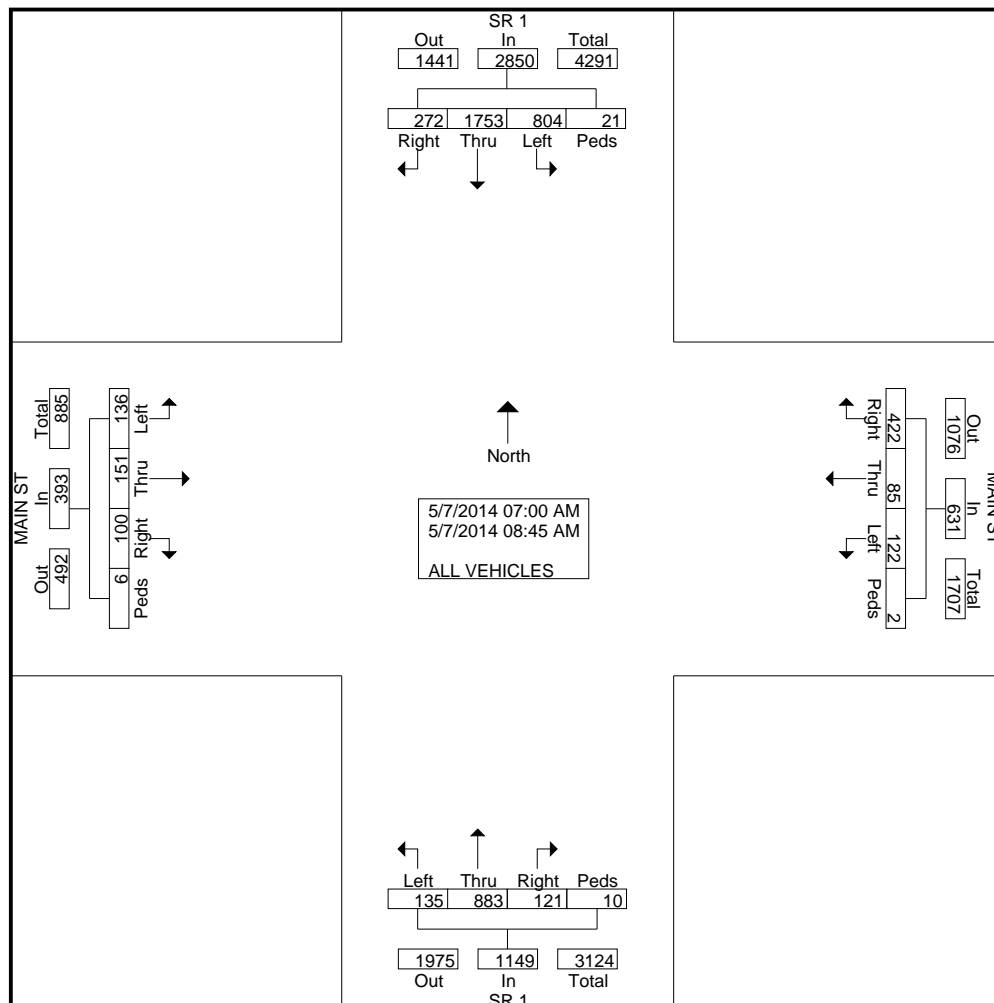 SR 1
Out In Total
1441 2850 4291
272 1753 804 21
Right Thru Left Peds
MAIN ST
Total In Out
885 393 492
136 151 100 6
Left Thru Right Peds
North
5/7/2014 07:00 AM
5/7/2014 08:45 AM
ALL VEHICLES
Right Thru Left Peds
422 85 122 2
Out In Total
1076 631 1707
MAIN ST
Left Thru Right Peds
135 883 121 10
1975 1149 3124
Out In Total
SR 1